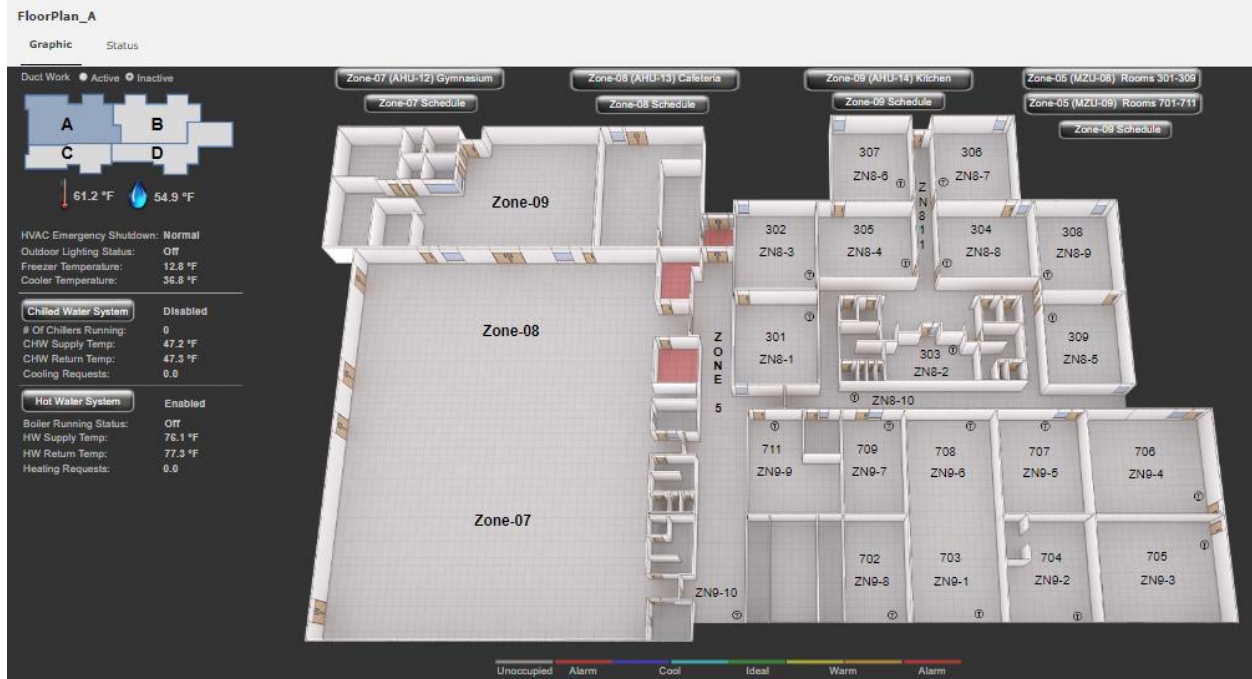 FloorPlan_A
Graphic Status
Duct Work Active Inactive
Zone-07 (AHU-12) Gymnasium
Zone-08 (AHU-13) Cafeteria
Zone-09 (AHU-14) Kitchen
Zone-05 (MZU-08) Rooms 301-309
Zone-07 Schedule
Zone-08 Schedule
Zone-09 Schedule
Zone-05 (MZU-09) Rooms 701-711
Zone-09 Schedule
A B
C D
61.2 °F 54.9 °F
HVAC Emergency Shutdown: Normal
Outdoor Lighting Status: Off
Freezer Temperature: 12.8 °F
Cooler Temperature: 36.8 °F
Chilled Water System Disabled
# Of Chillers Running: 0
CHW Supply Temp: 47.2 °F
CHW Return Temp: 47.3 °F
Cooling Requests: 0.0
Hot Water System Enabled
Boiler Running Status: Off
HW Supply Temp: 76.1 °F
HW Return Temp: 77.3 °F
Heating Requests: 0.0
Zone-09
Zone-08
Zone-07
ZONE 5
307
ZN8-6
306
ZN8-7
ZN811
302
ZN8-3
305
ZN8-4
304
ZN8-8
308
ZN8-9
301
ZN8-1
303
ZN8-2
309
ZN8-5
ZN8-10
711
ZN9-9
709
ZN9-7
708
ZN9-6
707
ZN9-5
706
ZN9-4
702
ZN9-8
703
ZN9-1
704
ZN9-2
705
ZN9-3
ZN9-10
Unoccupied Alarm Cool Ideal Warm Alarm